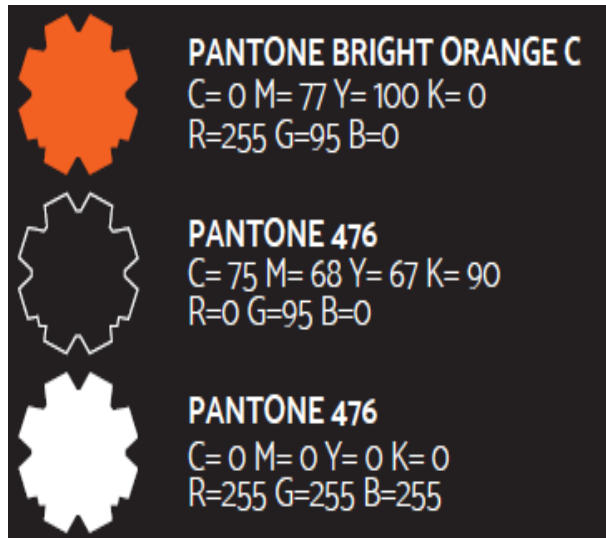 PANTONE BRIGHT ORANGE C
C= 0 M= 77 Y= 100 K= 0
R=255 G=95 B=0
PANTONE 476
C= 75 M= 68 Y= 67 K= 90
R=0 G=95 B=0
PANTONE 476
C= 0 M= 0 Y= 0 K= 0
R=255 G=255 B=255